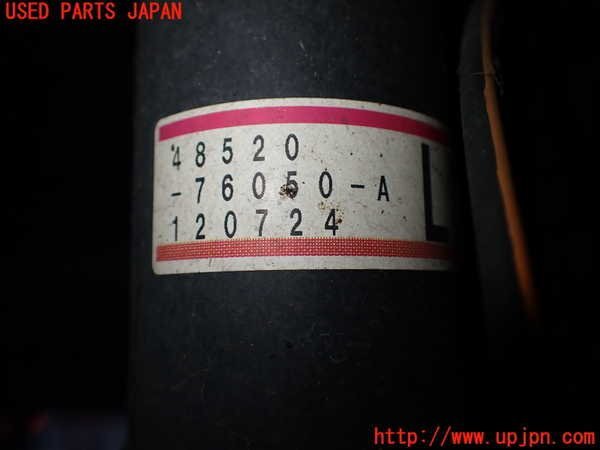 USED PARTS JAPAN
48520
-76050-A
120724
L
http://www.upjpn.com/